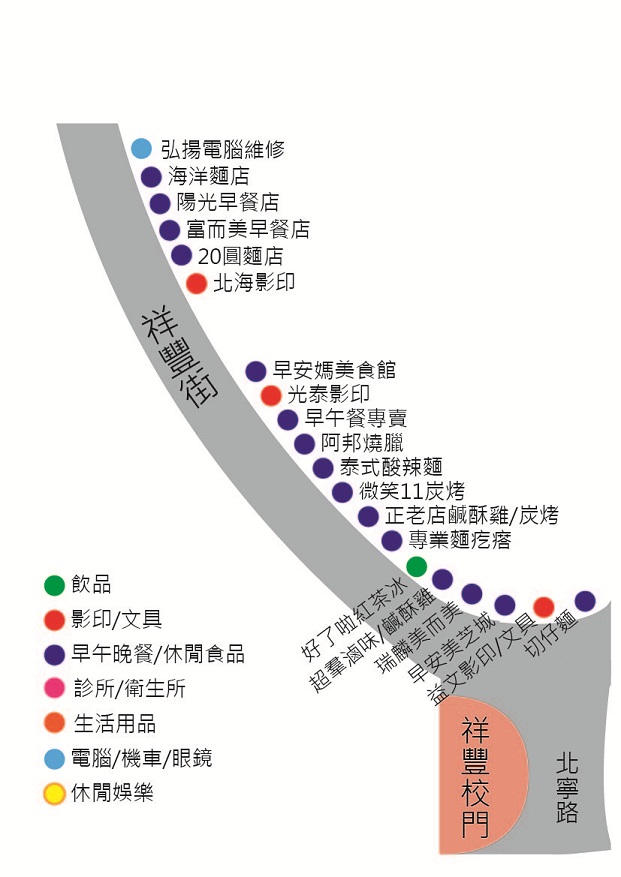 弘揚電腦維修
海洋麵店
陽光早餐店
富而美早餐店
20圓麵店
北海影印
祥豐街
早安媽美食館
光泰影印
早午餐專賣
阿邦燒臘
泰式酸辣麵
微笑11炭烤
正老店鹹酥雞/炭烤
專業麵疙瘩
好了啦紅茶冰
超羣滷味/鹹酥雞
瑞麟美而美
早安美芝城
益文影印/文具
切仔麵
飲品
影印/文具
早午晚餐/休閒食品
診所/衛生所
生活用品
電腦/機車/眼鏡
休閒娛樂
祥豐校門
北寧路